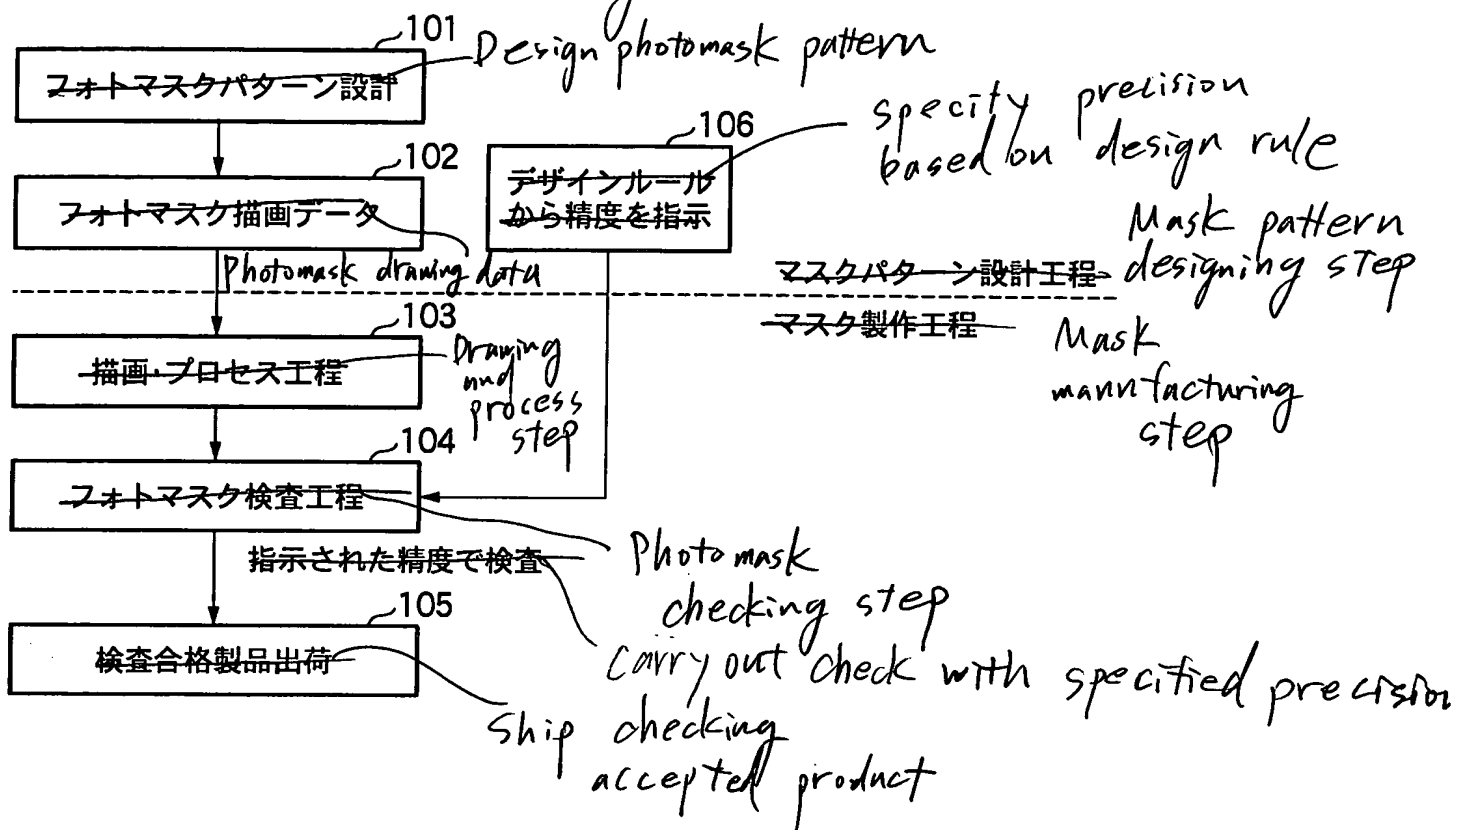 101
Design photomask pattern
フォトマスクパターン設計
106
specity precision
based on design rule
102
デザインルール
から精度を指示
フォトマスク描画データ
Photomask drawing data
Mask pattern
designing step
マスクパターン設計工程
マスク製作工程
Mask
manufacturing
step
103
描画・プロセス工程
Drawing
and
process
step
104
フォトマスク検査工程
指示された精度で検査
Photomask
checking step
Carry out check with specified precision
105
検査合格製品出荷
Ship checking
accepted product